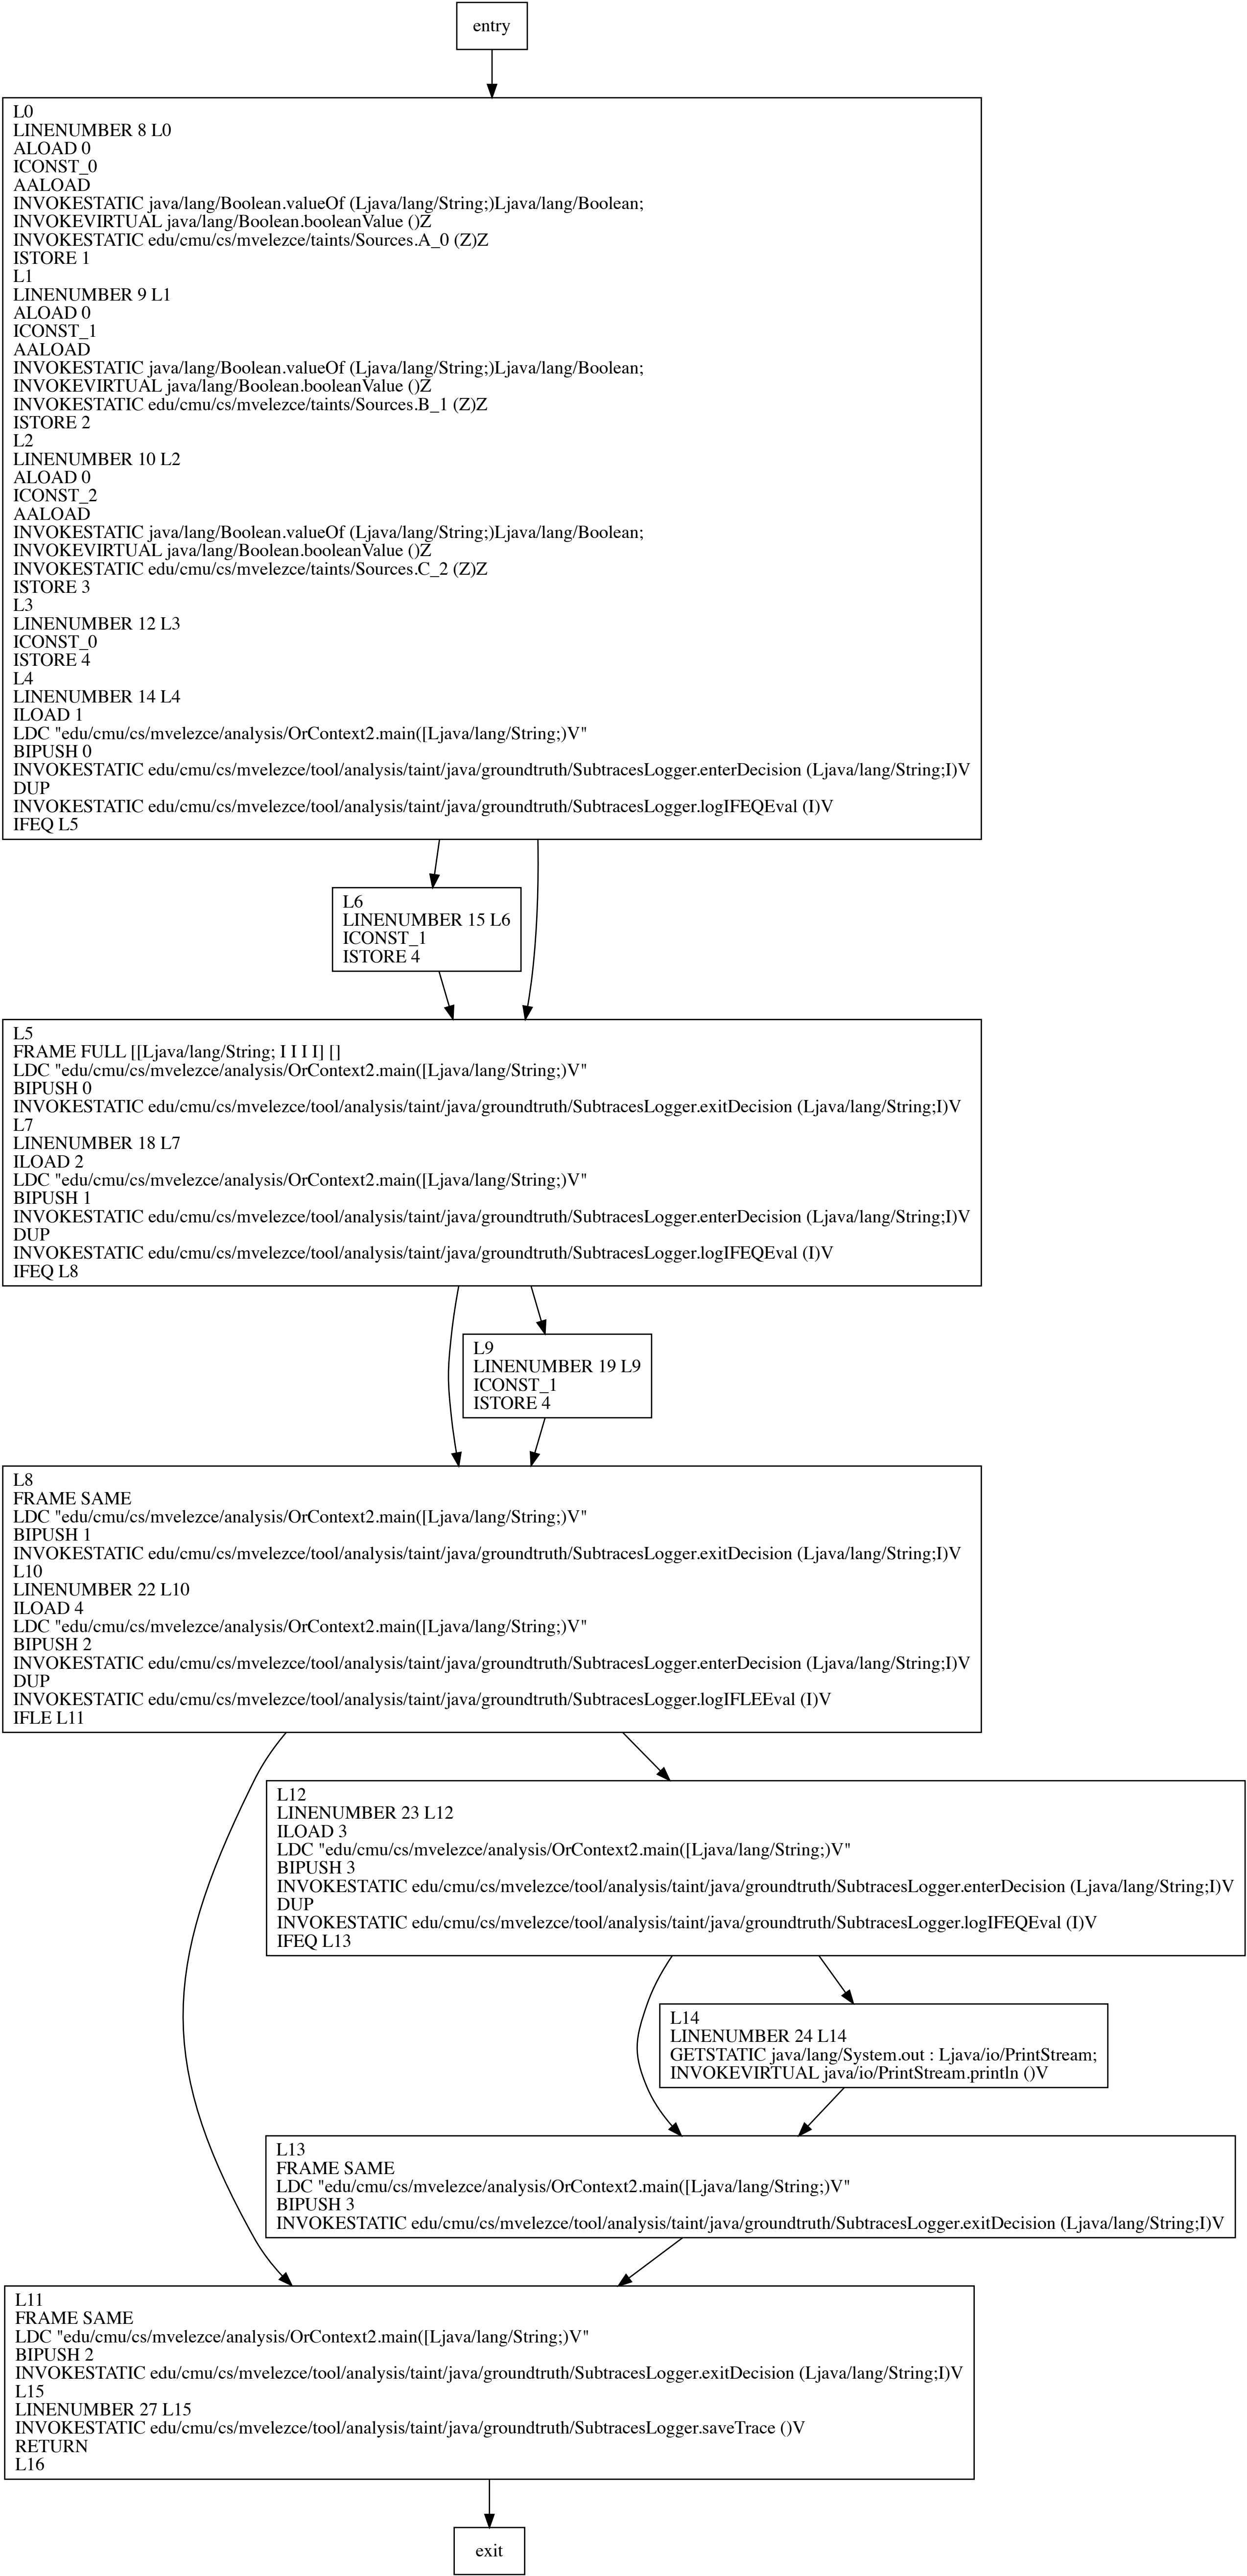 entry
L0
LINENUMBER 8 L0
ALOAD 0
ICONST_0
AALOAD
INVOKESTATIC java/lang/Boolean.valueOf (Ljava/lang/String;)Ljava/lang/Boolean;
INVOKEVIRTUAL java/lang/Boolean.booleanValue ()Z
INVOKESTATIC edu/cmu/cs/mvelezce/taints/Sources.A_0 (Z)Z
ISTORE 1
L1
LINENUMBER 9 L1
ALOAD 0
ICONST_1
AALOAD
INVOKESTATIC java/lang/Boolean.valueOf (Ljava/lang/String;)Ljava/lang/Boolean;
INVOKEVIRTUAL java/lang/Boolean.booleanValue ()Z
INVOKESTATIC edu/cmu/cs/mvelezce/taints/Sources.B_1 (Z)Z
ISTORE 2
L2
LINENUMBER 10 L2
ALOAD 0
ICONST_2
AALOAD
INVOKESTATIC java/lang/Boolean.valueOf (Ljava/lang/String;)Ljava/lang/Boolean;
INVOKEVIRTUAL java/lang/Boolean.booleanValue ()Z
INVOKESTATIC edu/cmu/cs/mvelezce/taints/Sources.C_2 (Z)Z
ISTORE 3
L3
LINENUMBER 12 L3
ICONST_0
ISTORE 4
L4
LINENUMBER 14 L4
ILOAD 1
LDC "edu/cmu/cs/mvelezce/analysis/OrContext2.main([Ljava/lang/String;)V"
BIPUSH 0
INVOKESTATIC edu/cmu/cs/mvelezce/tool/analysis/taint/java/groundtruth/SubtracesLogger.enterDecision (Ljava/lang/String;I)V
DUP
INVOKESTATIC edu/cmu/cs/mvelezce/tool/analysis/taint/java/groundtruth/SubtracesLogger.logIFEQEval (I)V
IFEQ L5
L6
LINENUMBER 15 L6
ICONST_1
ISTORE 4
L5
FRAME FULL [[Ljava/lang/String; I I I I] []
LDC "edu/cmu/cs/mvelezce/analysis/OrContext2.main([Ljava/lang/String;)V"
BIPUSH 0
INVOKESTATIC edu/cmu/cs/mvelezce/tool/analysis/taint/java/groundtruth/SubtracesLogger.exitDecision (Ljava/lang/String;I)V
L7
LINENUMBER 18 L7
ILOAD 2
LDC "edu/cmu/cs/mvelezce/analysis/OrContext2.main([Ljava/lang/String;)V"
BIPUSH 1
INVOKESTATIC edu/cmu/cs/mvelezce/tool/analysis/taint/java/groundtruth/SubtracesLogger.enterDecision (Ljava/lang/String;I)V
DUP
INVOKESTATIC edu/cmu/cs/mvelezce/tool/analysis/taint/java/groundtruth/SubtracesLogger.logIFEQEval (I)V
IFEQ L8
L9
LINENUMBER 19 L9
ICONST_1
ISTORE 4
L8
FRAME SAME
LDC "edu/cmu/cs/mvelezce/analysis/OrContext2.main([Ljava/lang/String;)V"
BIPUSH 1
INVOKESTATIC edu/cmu/cs/mvelezce/tool/analysis/taint/java/groundtruth/SubtracesLogger.exitDecision (Ljava/lang/String;I)V
L10
LINENUMBER 22 L10
ILOAD 4
LDC "edu/cmu/cs/mvelezce/analysis/OrContext2.main([Ljava/lang/String;)V"
BIPUSH 2
INVOKESTATIC edu/cmu/cs/mvelezce/tool/analysis/taint/java/groundtruth/SubtracesLogger.enterDecision (Ljava/lang/String;I)V
DUP
INVOKESTATIC edu/cmu/cs/mvelezce/tool/analysis/taint/java/groundtruth/SubtracesLogger.logIFLEEval (I)V
IFLE L11
L12
LINENUMBER 23 L12
ILOAD 3
LDC "edu/cmu/cs/mvelezce/analysis/OrContext2.main([Ljava/lang/String;)V"
BIPUSH 3
INVOKESTATIC edu/cmu/cs/mvelezce/tool/analysis/taint/java/groundtruth/SubtracesLogger.enterDecision (Ljava/lang/String;I)V
DUP
INVOKESTATIC edu/cmu/cs/mvelezce/tool/analysis/taint/java/groundtruth/SubtracesLogger.logIFEQEval (I)V
IFEQ L13
L14
LINENUMBER 24 L14
GETSTATIC java/lang/System.out : Ljava/io/PrintStream;
INVOKEVIRTUAL java/io/PrintStream.println ()V
L13
FRAME SAME
LDC "edu/cmu/cs/mvelezce/analysis/OrContext2.main([Ljava/lang/String;)V"
BIPUSH 3
INVOKESTATIC edu/cmu/cs/mvelezce/tool/analysis/taint/java/groundtruth/SubtracesLogger.exitDecision (Ljava/lang/String;I)V
L11
FRAME SAME
LDC "edu/cmu/cs/mvelezce/analysis/OrContext2.main([Ljava/lang/String;)V"
BIPUSH 2
INVOKESTATIC edu/cmu/cs/mvelezce/tool/analysis/taint/java/groundtruth/SubtracesLogger.exitDecision (Ljava/lang/String;I)V
L15
LINENUMBER 27 L15
INVOKESTATIC edu/cmu/cs/mvelezce/tool/analysis/taint/java/groundtruth/SubtracesLogger.saveTrace ()V
RETURN
L16
exit